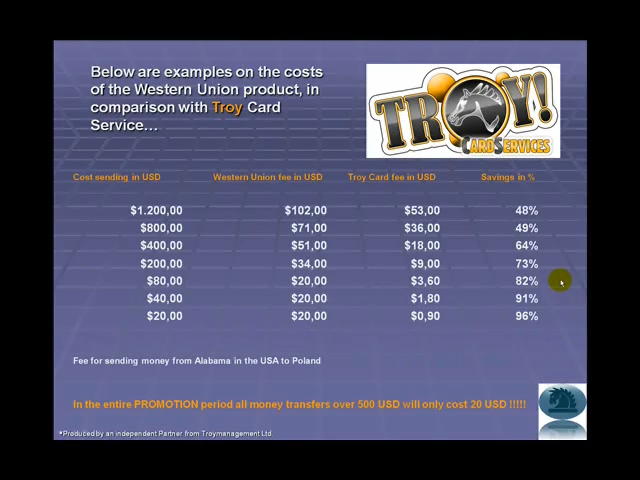 Below are examples on the costs
of the Western Union product, in
comparison with Troy Card
Service…
TROY!
CARDSERVICES
Cost sending in USD Western Union fee in USD Troy Card fee in USD Savings in %
$1.200,00 $102,00 $53,00 48%
$800,00 $71,00 $36,00 49%
$400,00 $51,00 $18,00 64%
$200,00 $34,00 $9,00 73%
$80,00 $20,00 $3,60 82%
$40,00 $20,00 $1,80 91%
$20,00 $20,00 $0,90 96%
Fee for sending money from Alabama in the USA to Poland
In the entire PROMOTION period all money transfers over 500 USD will only cost 20 USD !!!!!
*Produced by an independent Partner from Troymanagement Ltd